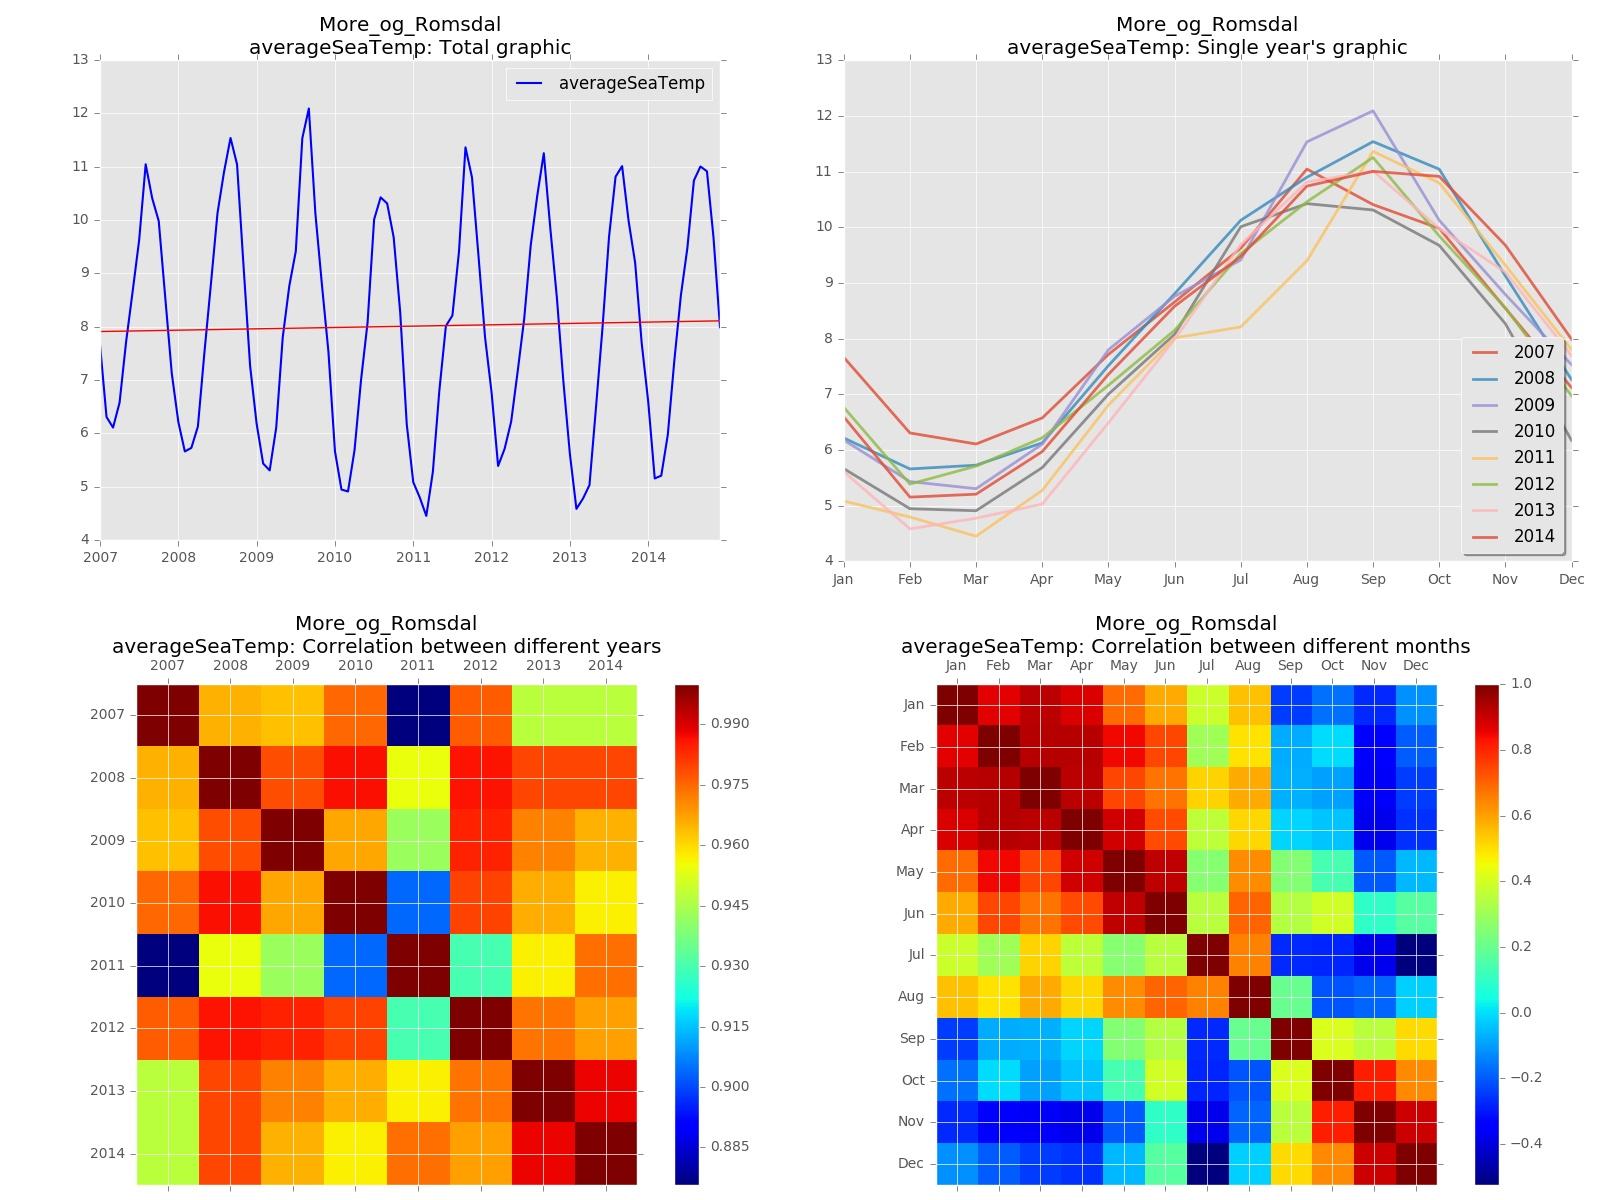 More_og_Romsdal
averageSeaTemp: Total graphic
13
12
11
10
9
8
7
6
5
4
averageSeaTemp
2007 2008 2009 2010 2011 2012 2013 2014
More_og_Romsdal
averageSeaTemp: Single year's graphic
13
12
11
10
9
8
7
6
5
4
2007
2008
2009
2010
2011
2012
2013
2014
Jan Feb Mar Apr May Jun Jul Aug Sep Oct Nov Dec
More_og_Romsdal
averageSeaTemp: Correlation between different years
2007 2008 2009 2010 2011 2012 2013 2014
2007
2008
2009
2010
2011
2012
2013
2014
0.990
0.975
0.960
0.945
0.930
0.915
0.900
0.885
More_og_Romsdal
averageSeaTemp: Correlation between different months
Jan Feb Mar Apr May Jun Jul Aug Sep Oct Nov Dec
Jan
Feb
Mar
Apr
May
Jun
Jul
Aug
Sep
Oct
Nov
Dec
1.0
0.8
0.6
0.4
0.2
0.0
−0.2
−0.4